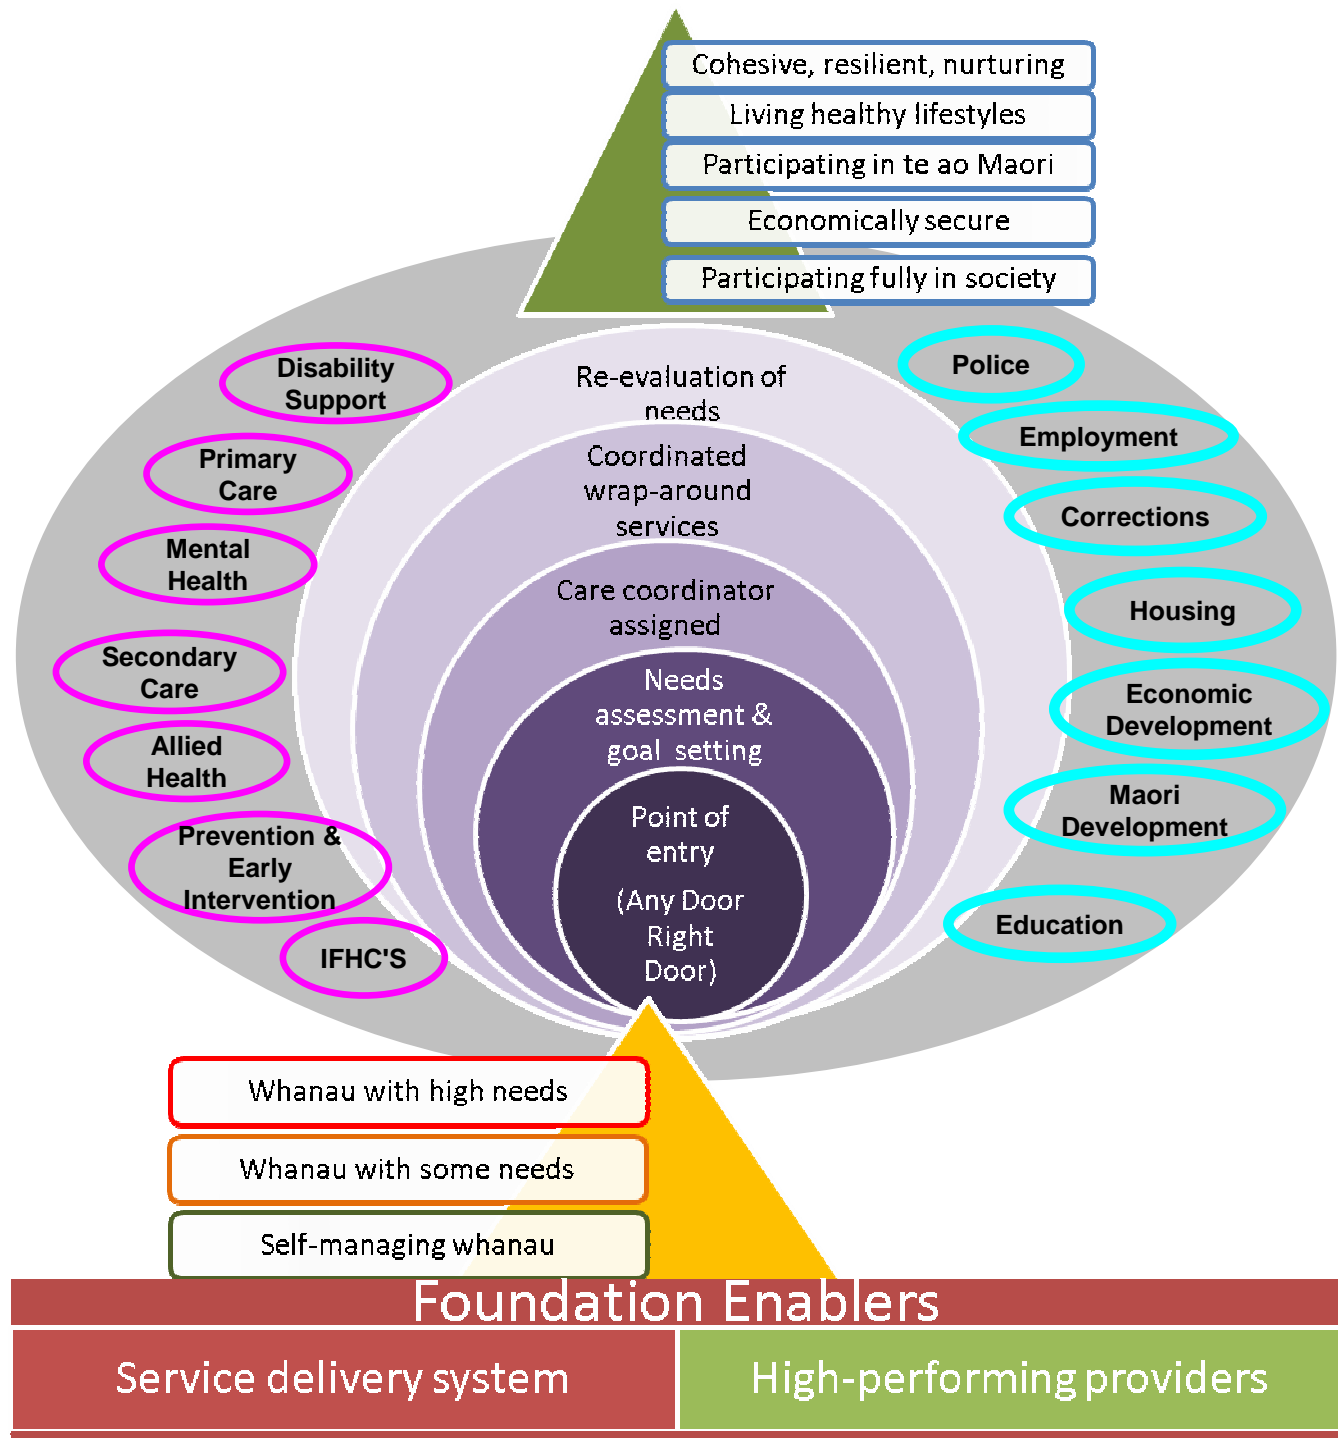 Cohesive, resilient, nurturing
Living healthy lifestyles
Participating in te ao Maori
Economically secure
Participating fully in society
Disability
Support
Primary
Care
Mental
Health
Secondary
Care
Allied
Health
Prevention &
Early
Intervention
IFHC'S
Re-evaluation of
needs
Coordinated
wrap-around
services
Care coordinator
assigned
Needs
assessment &
goal setting
Point of
entry
(Any Door
Right
Door)
Police
Employment
Corrections
Housing
Economic
Development
Maori
Development
Education
Whanau with high needs
Whanau with some needs
Self-managing whanau
Foundation Enablers
Service delivery system
High-performing providers